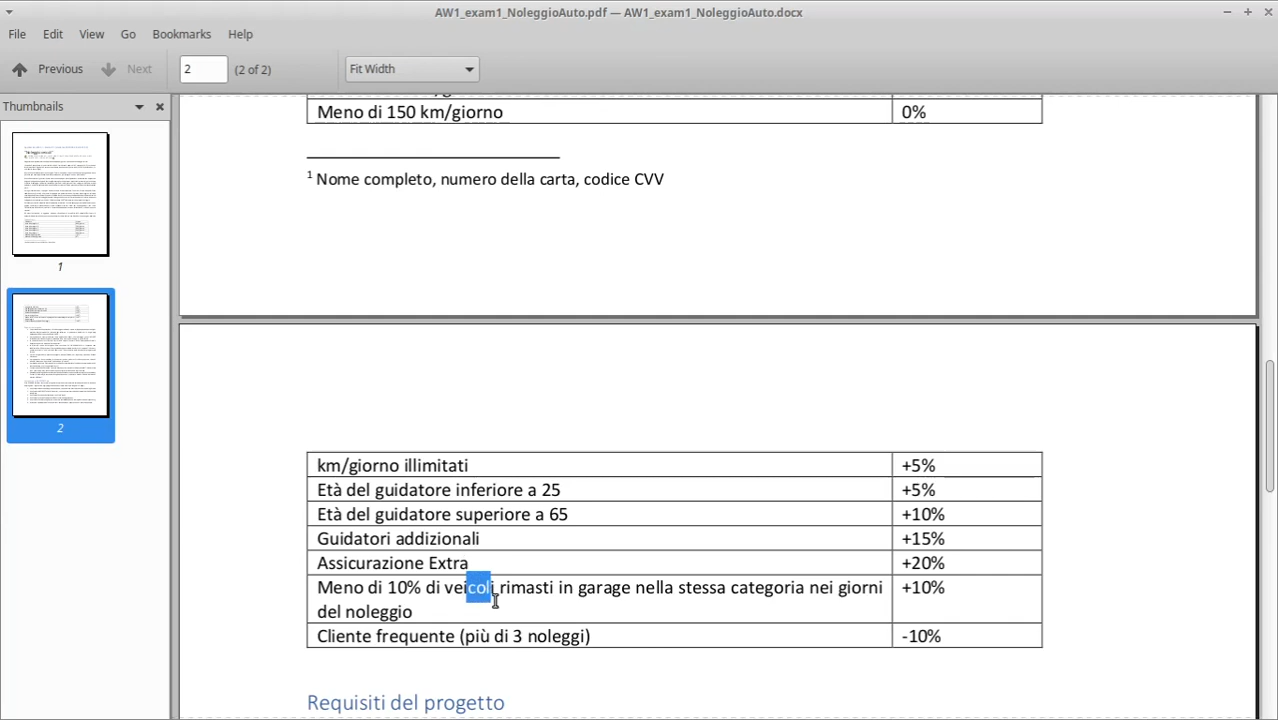 AW1_exam1_NoleggioAuto.pdf — AW1_exam1_NoleggioAuto.docx
File Edit View Go Bookmarks Help
Previous Next 2 (2 of 2) Fit Width
Thumbnails
1
2
Meno di 150 km/giorno 0%
1 Nome completo, numero della carta, codice CVV
km/giorno illimitati +5%
Età del guidatore inferiore a 25 +5%
Età del guidatore superiore a 65 +10%
Guidatori addizionali +15%
Assicurazione Extra +20%
Meno di 10% di veicoli rimasti in garage nella stessa categoria nei giorni +10%
del noleggio
Cliente frequente (più di 3 noleggi) -10%
Requisiti del progetto